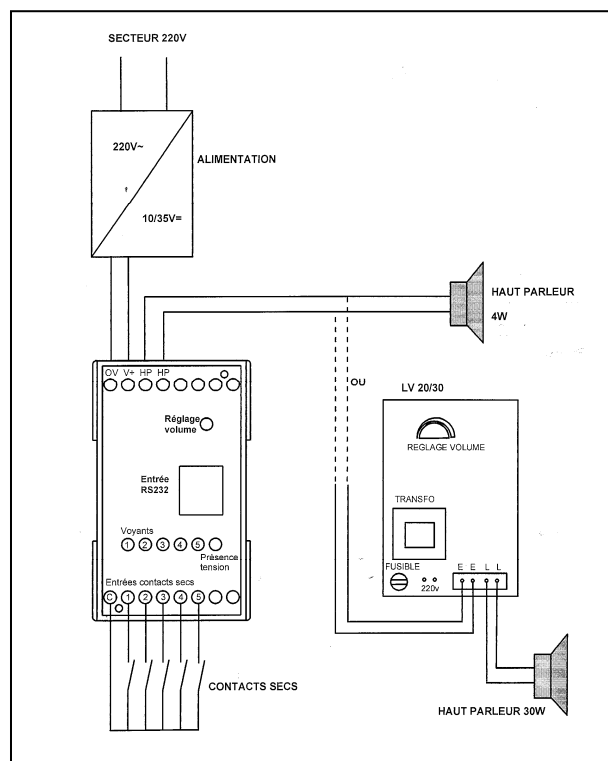 SECTEUR 220V
220V~
ALIMENTATION
10/35V=
HAUT PARLEUR
4W
OV V+ HP HP
OU
LV 20/30
Réglage
volume
REGLAGE VOLUME
Entrée
RS232
TRANSFO
Voyants
1 2 3 4 5
Présence
tension
FUSIBLE
E E L L
220v
Entrées contacts secs
C 1 2 3 4 5
CONTACTS SECS
HAUT PARLEUR 30W